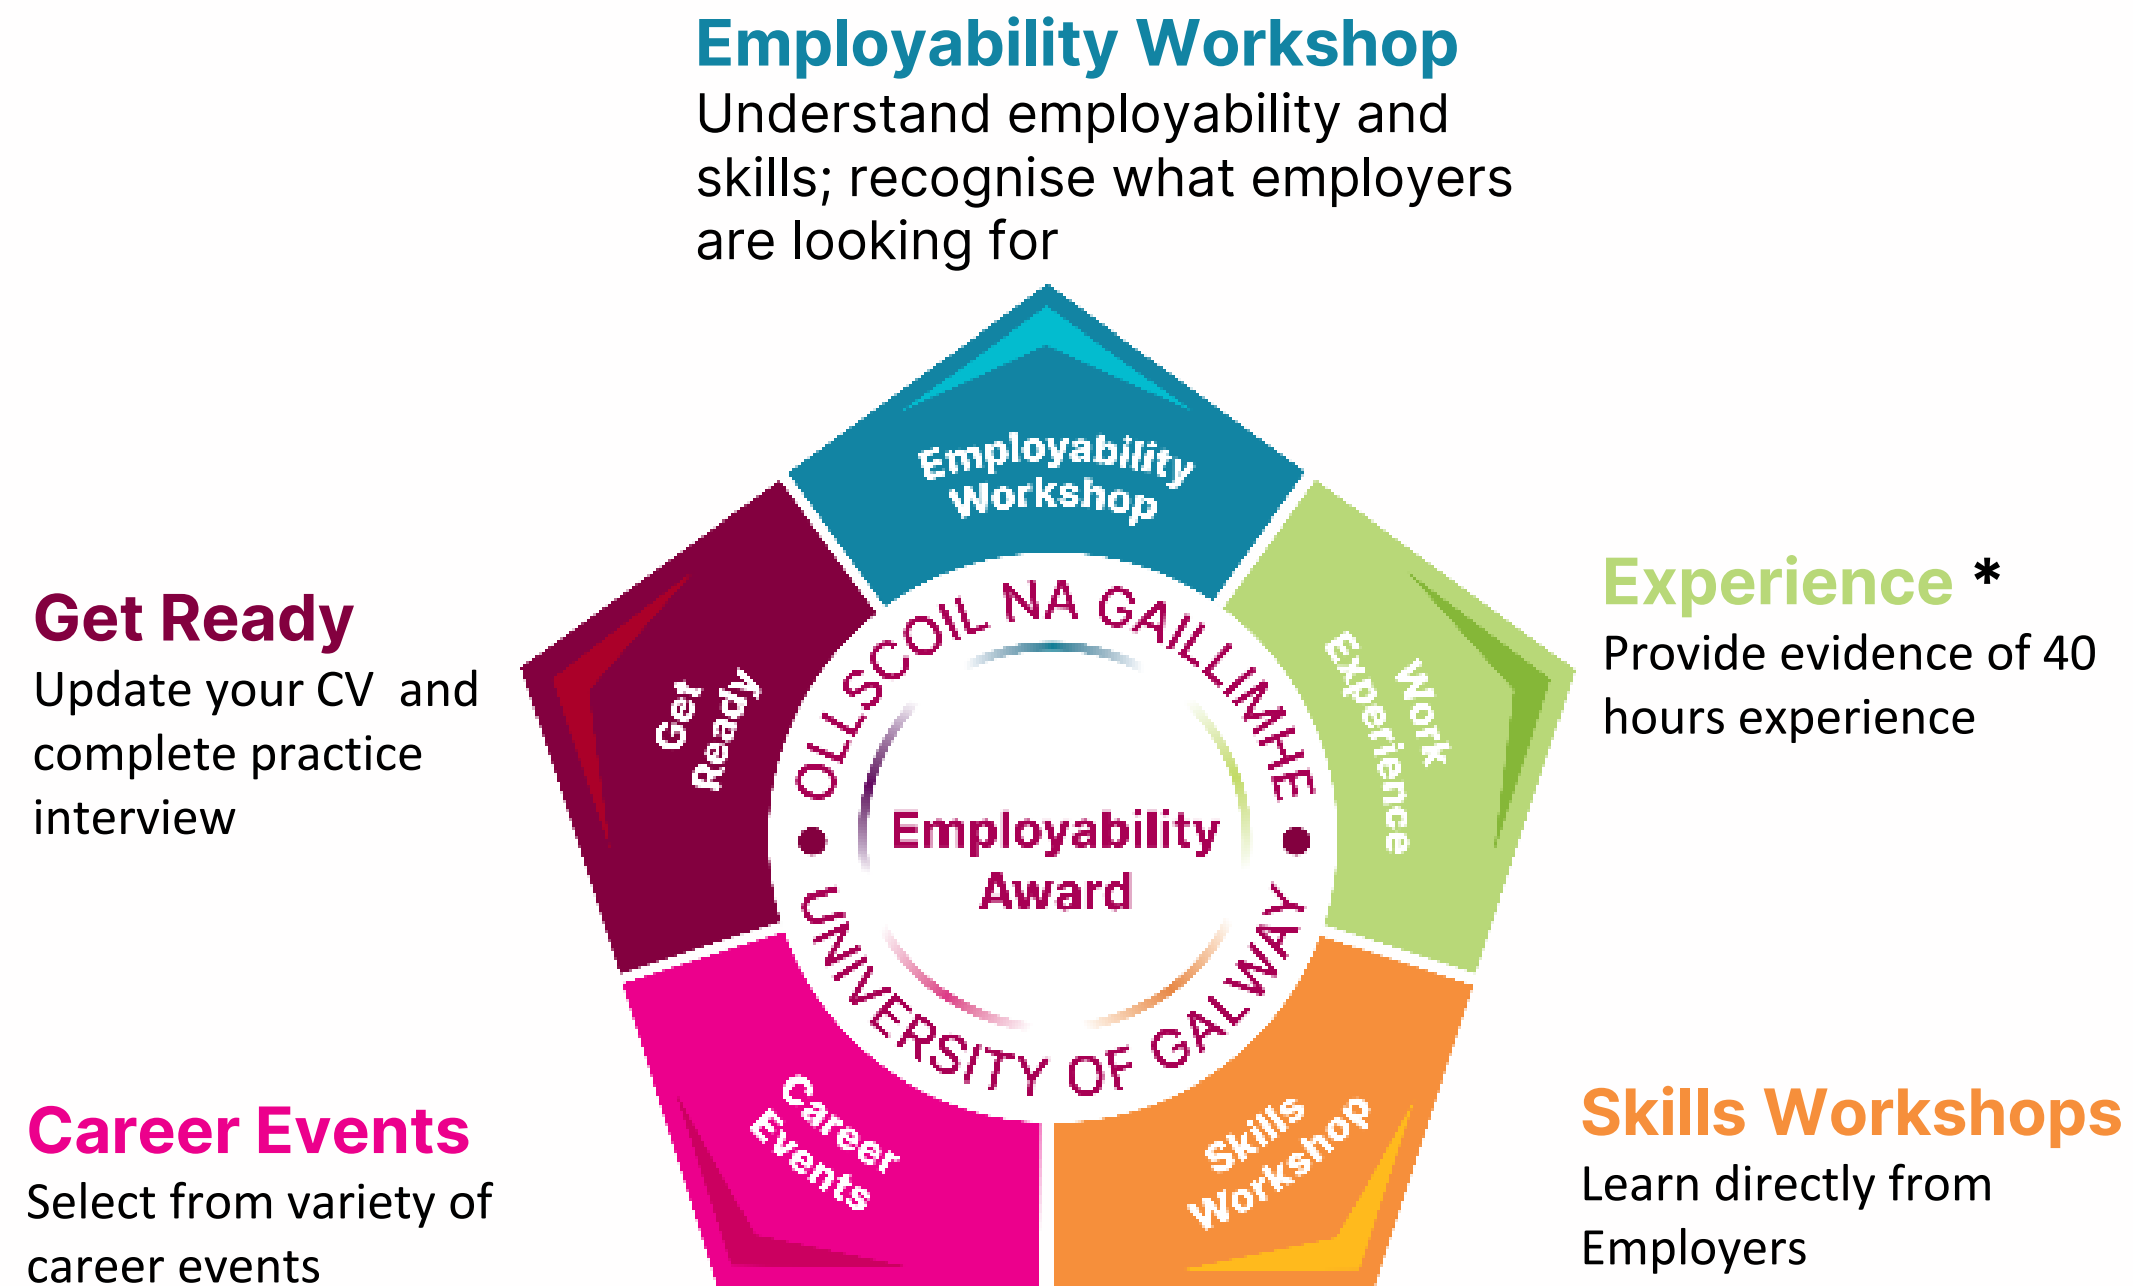 Employability Workshop
Understand employability and
skills; recognise what employers
are looking for
Employability
Workshop
Get Ready
Update your CV  and
complete practice
interview
Get
Ready
Work
Experience
Experience *
Provide evidence of 40
hours experience
OLLSCOIL NA GAILLIMHE
Employability
Award
UNIVERSITY OF GALWAY
Career Events
Select from variety of
career events
Career
Events
Skills
Workshop
Skills Workshops
Learn directly from
Employers